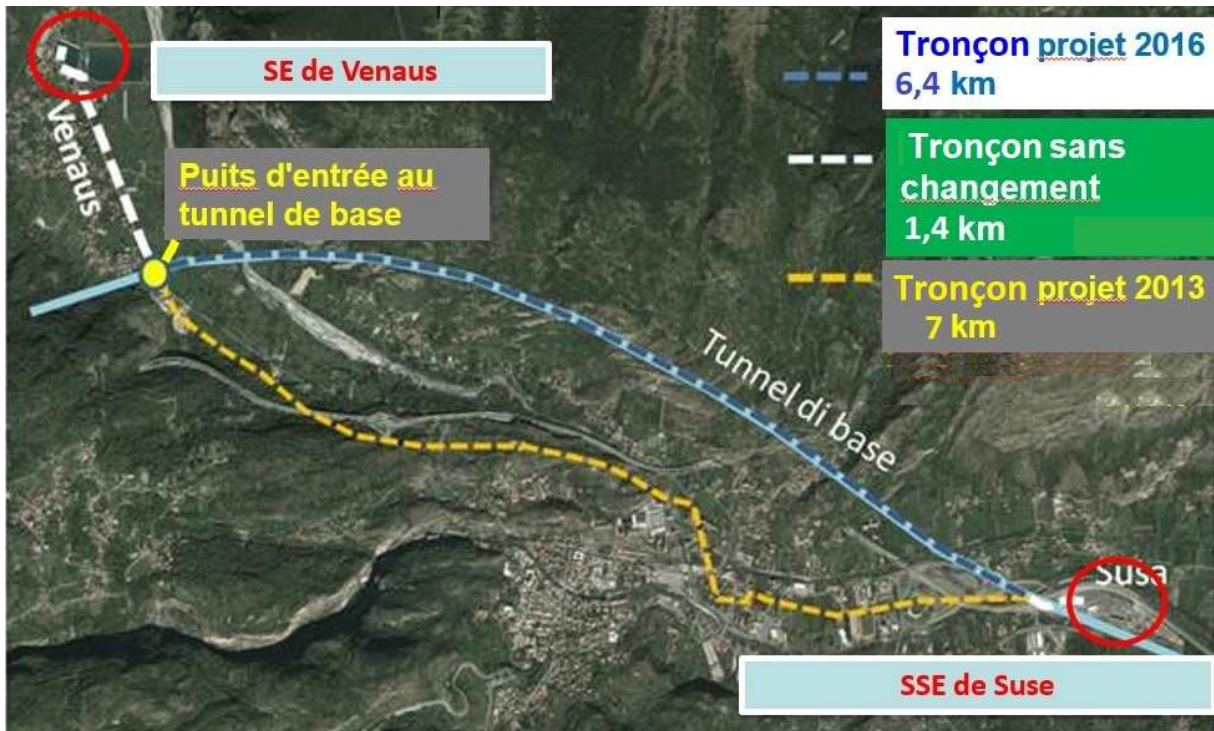 SE de Venaus
Tronçon projet 2016
6,4 km
Venaus
Tronçon sans
changement
1,4 km
Puits d'entrée au
tunnel de base
Tronçon projet 2013
7 km
Tunnel di base
Susa
SSE de Suse